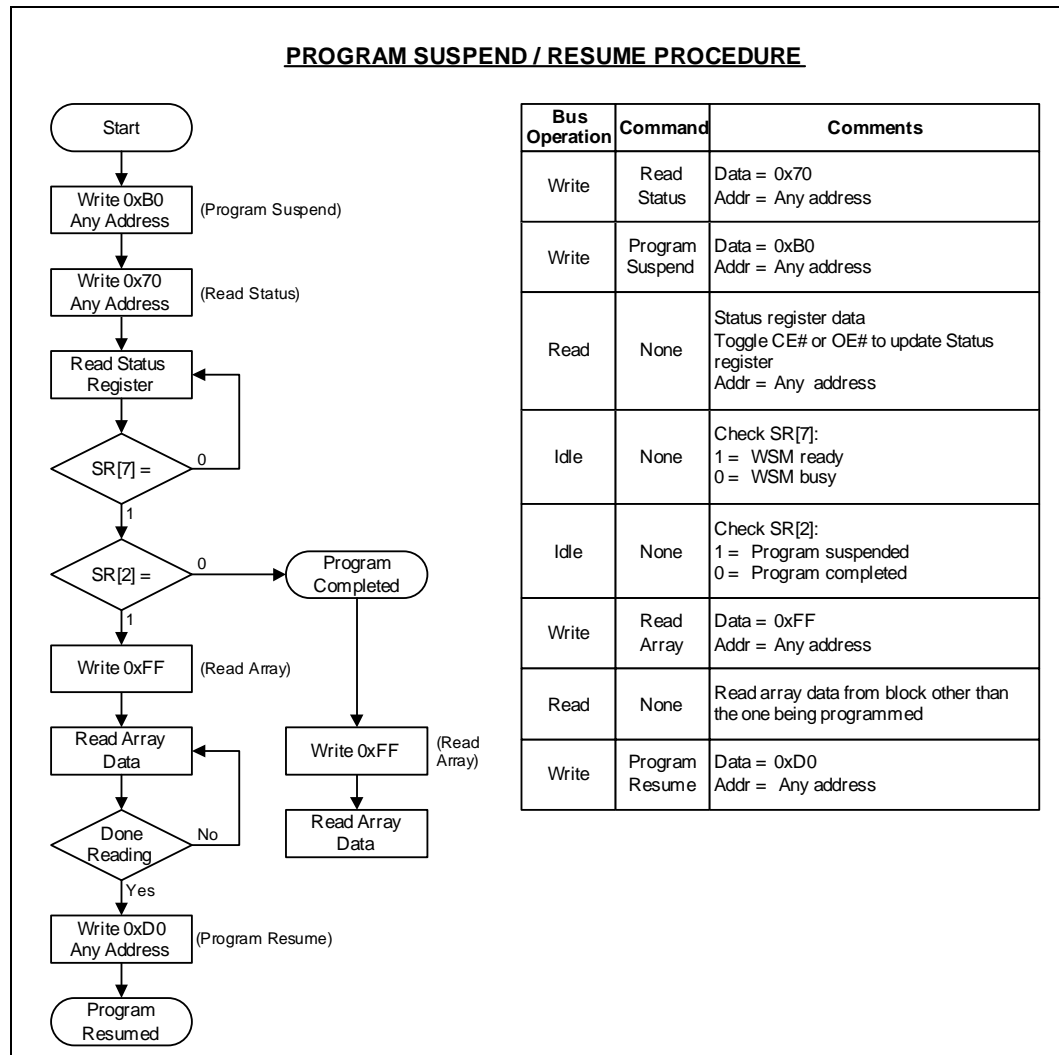 PROGRAM SUSPEND / RESUME PROCEDURE
Start
Write 0xB0
Any Address
(Program Suspend)
Write 0x70
Any Address
(Read Status)
Read Status
Register
SR[7] =
0
1
SR[2] =
0
1
Program
Completed
Write 0xFF
(Read Array)
Read Array
Data
Write 0xFF
(Read
Array)
Read Array
Data
Done
Reading
No
Yes
Write 0xD0
Any Address
(Program Resume)
Program
Resumed
Bus
Operation
Command
Comments
Write
Read
Status
Data = 0x70
Addr = Any address
Write
Program
Suspend
Data = 0xB0
Addr = Any address
Read
None
Status register data
Toggle CE# or OE# to update Status
register
Addr = Any address
Idle
None
Check SR[7]:
1 = WSM ready
0 = WSM busy
Idle
None
Check SR[2]:
1 = Program suspended
0 = Program completed
Write
Read
Array
Data = 0xFF
Addr = Any address
Read
None
Read array data from block other than
the one being programmed
Write
Program
Resume
Data = 0xD0
Addr = Any address